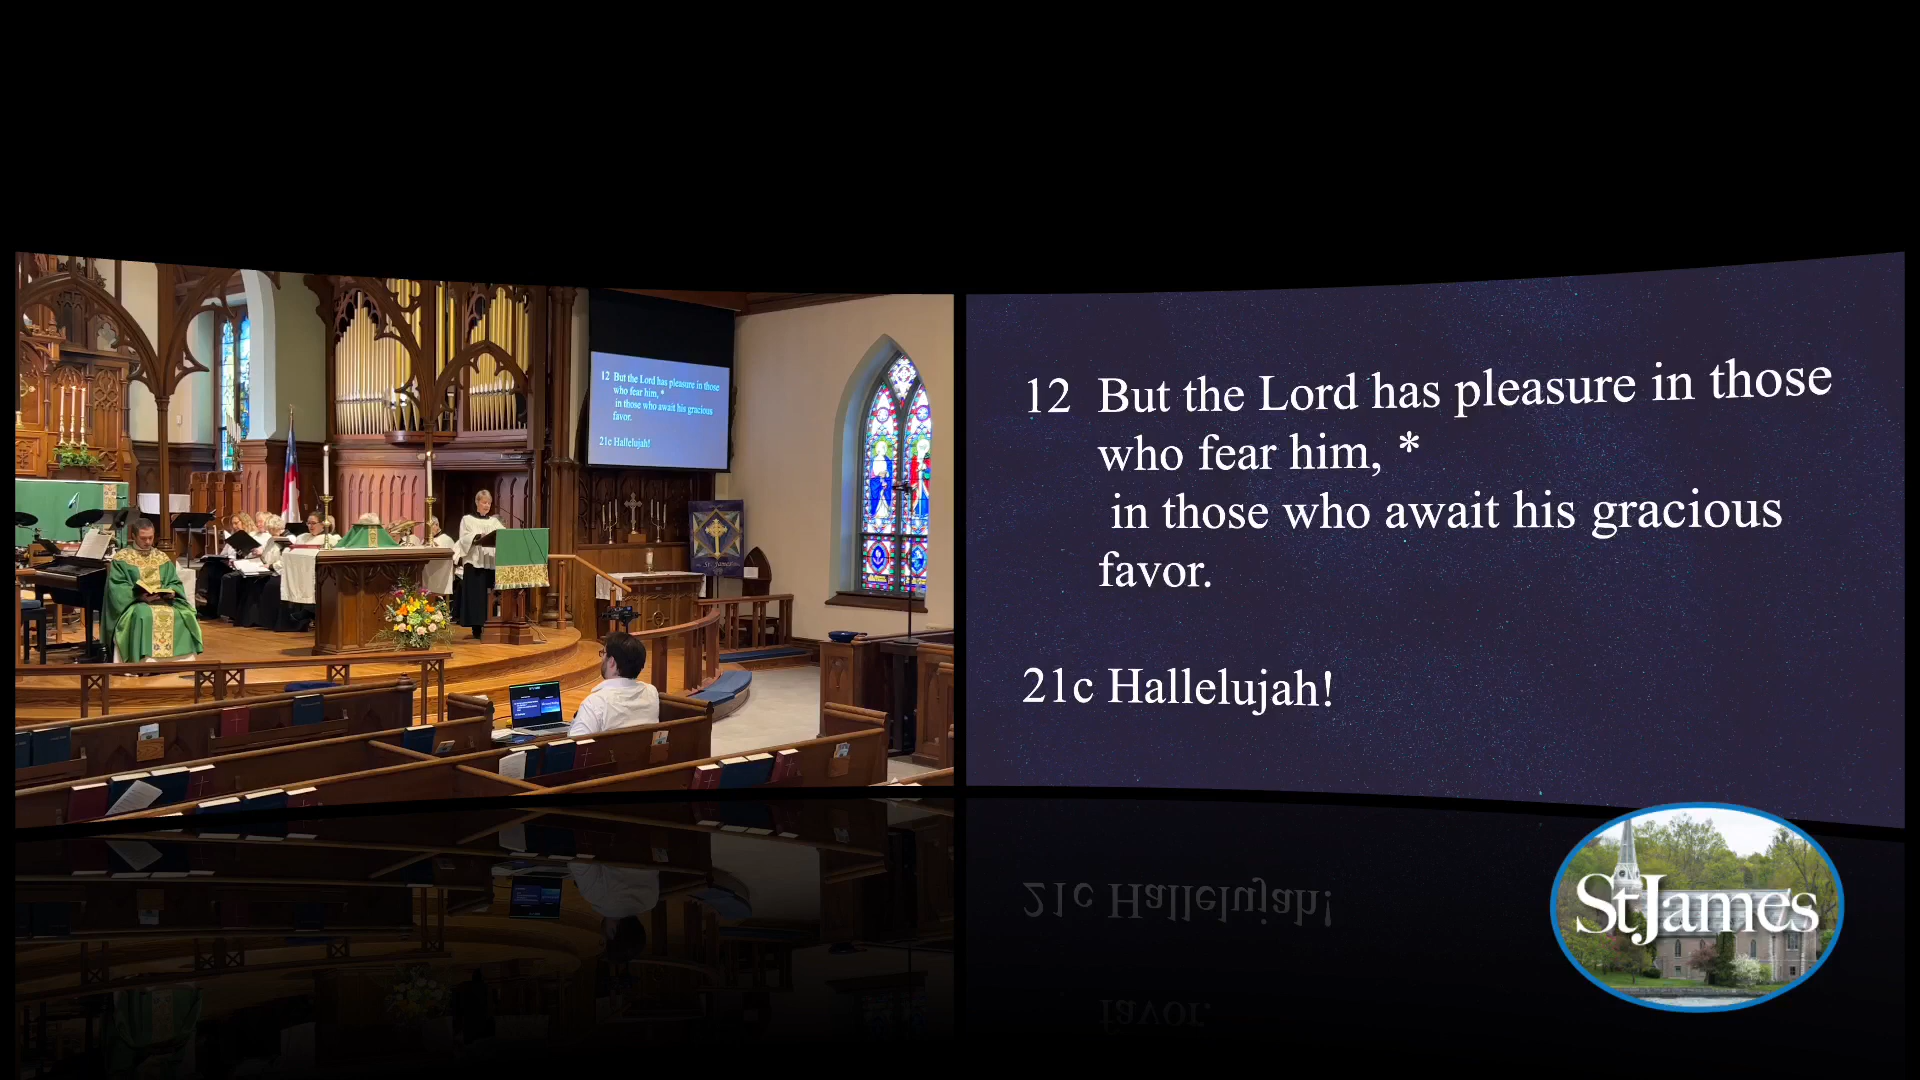 12 But the Lord has pleasure in those
who fear him, *
in those who await his gracious
favor.
21c Hallelujah!
12 But the Lord has pleasure in those
who fear him, *
in those who await his gracious
favor.
21c Hallelujah!
St. James
St James